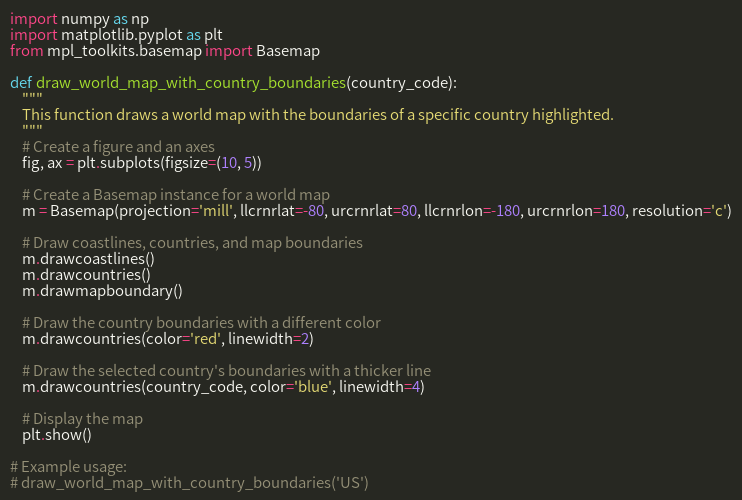 import numpy as np
import matplotlib.pyplot as plt
from mpl_toolkits.basemap import Basemap

def draw_world_map_with_country_boundaries(country_code):
    """
    This function draws a world map with the boundaries of a specific country highlighted.
    """
    # Create a figure and an axes
    fig, ax = plt.subplots(figsize=(10, 5))

    # Create a Basemap instance for a world map
    m = Basemap(projection='mill', llcrnrlat=-80, urcrnrlat=80, llcrnrlon=-180, urcrnrlon=180, resolution='c')

    # Draw coastlines, countries, and map boundaries
    m.drawcoastlines()
    m.drawcountries()
    m.drawmapboundary()

    # Draw the country boundaries with a different color
    m.drawcountries(color='red', linewidth=2)

    # Draw the selected country's boundaries with a thicker line
    m.drawcountries(country_code, color='blue', linewidth=4)

    # Display the map
    plt.show()

# Example usage:
# draw_world_map_with_country_boundaries('US')